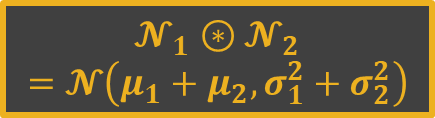 𝓝₁ ⊛ 𝓝₂
= 𝓝(μ₁ + μ₂, σ₁² + σ₂²)